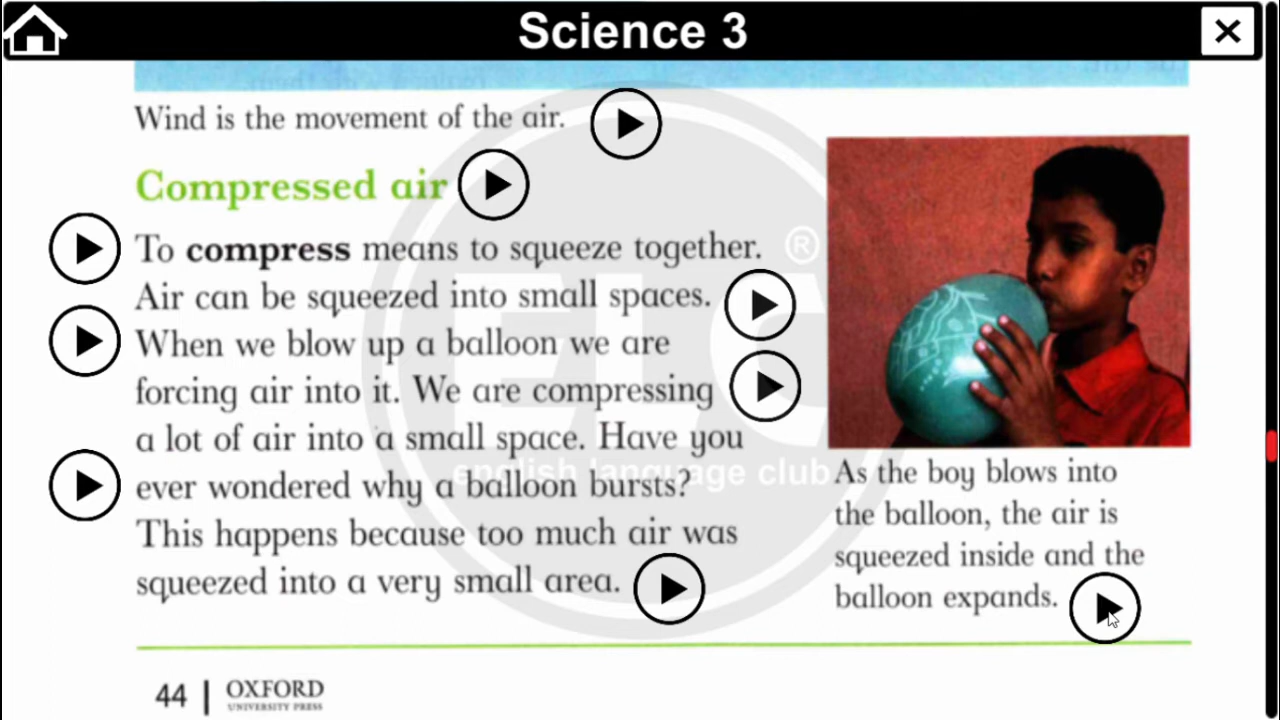 Science 3
Wind is the movement of the air.
Compressed air
To compress means to squeeze together.
Air can be squeezed into small spaces.
When we blow up a balloon we are
forcing air into it. We are compressing
a lot of air into a small space. Have you
ever wondered why a balloon bursts?
This happens because too much air was
squeezed into a very small area.
As the boy blows into
the balloon, the air is
squeezed inside and the
balloon expands.
ELC ®
english language club
44 | OXFORD
UNIVERSITY PRESS